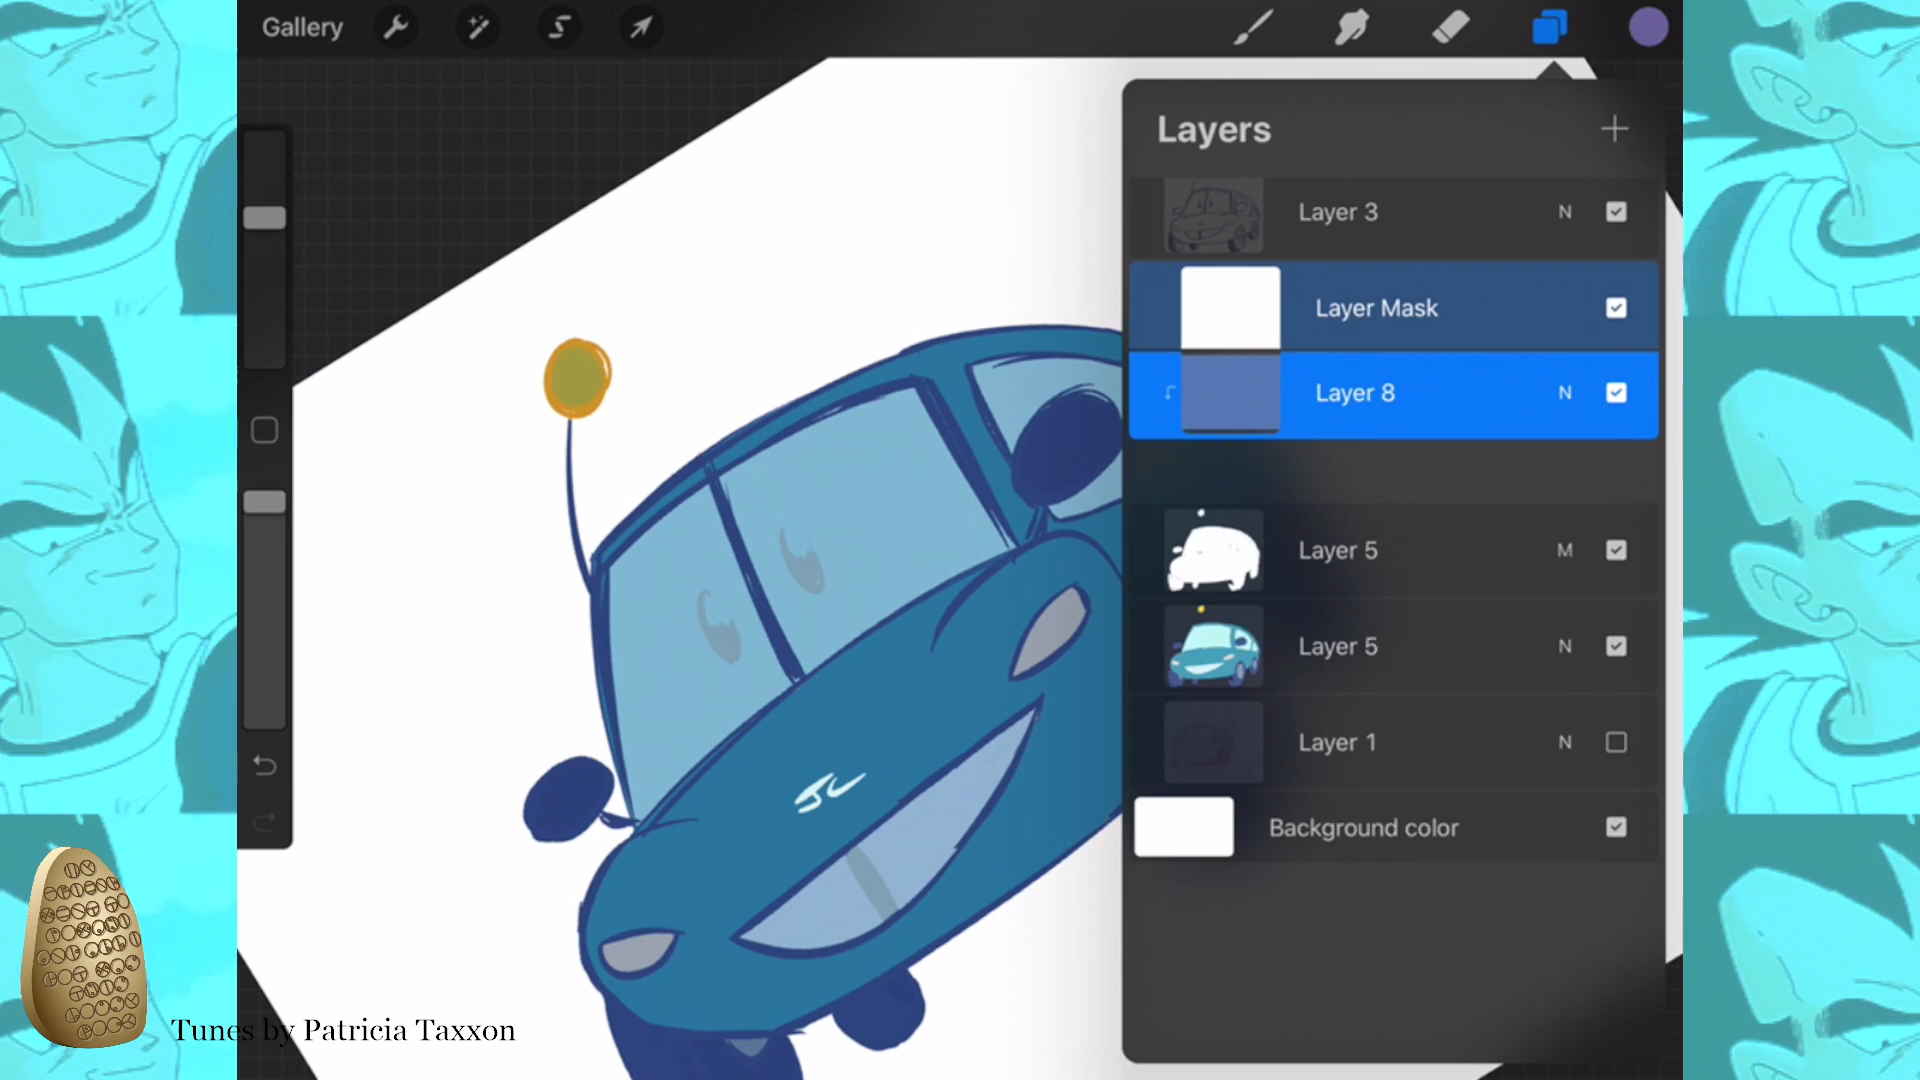 Gallery
Layers
Layer 3 N
Layer Mask
Layer 8 N
Layer 5 M
Layer 5 N
Layer 1 N
Background color
JC
Tunes by Patricia Taxxon